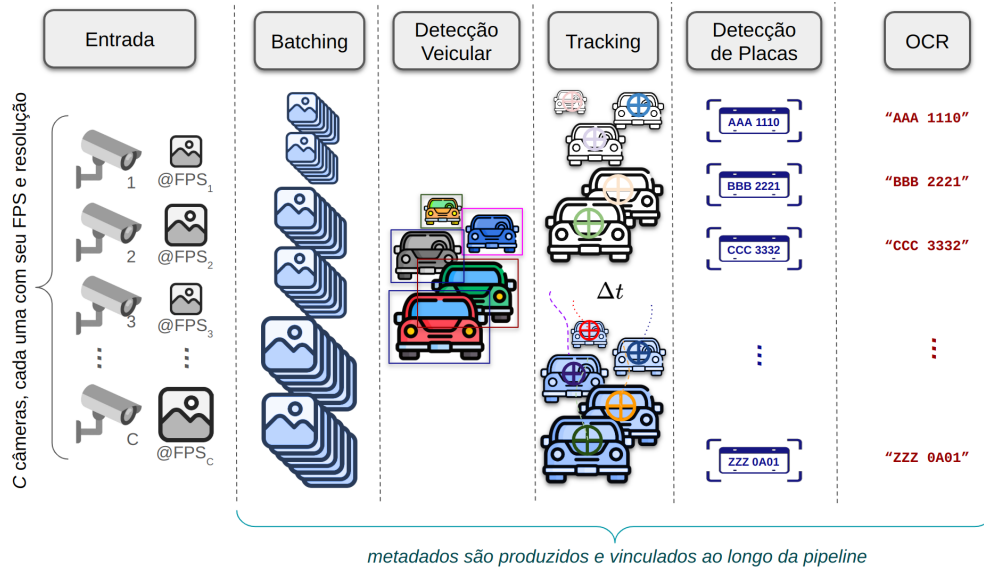 Entrada
Batching
Detecção
Veicular
Tracking
Detecção
de Placas
OCR
C câmeras, cada uma com seu FPS e resolução
1
@FPS1
2
@FPS2
3
@FPS3
...
...
C
@FPSC
Δt
AAA 1110
BBB 2221
CCC 3332
...
ZZZ 0A01
“AAA 1110”
“BBB 2221”
“CCC 3332”
...
“ZZZ 0A01”
metadados são produzidos e vinculados ao longo da pipeline